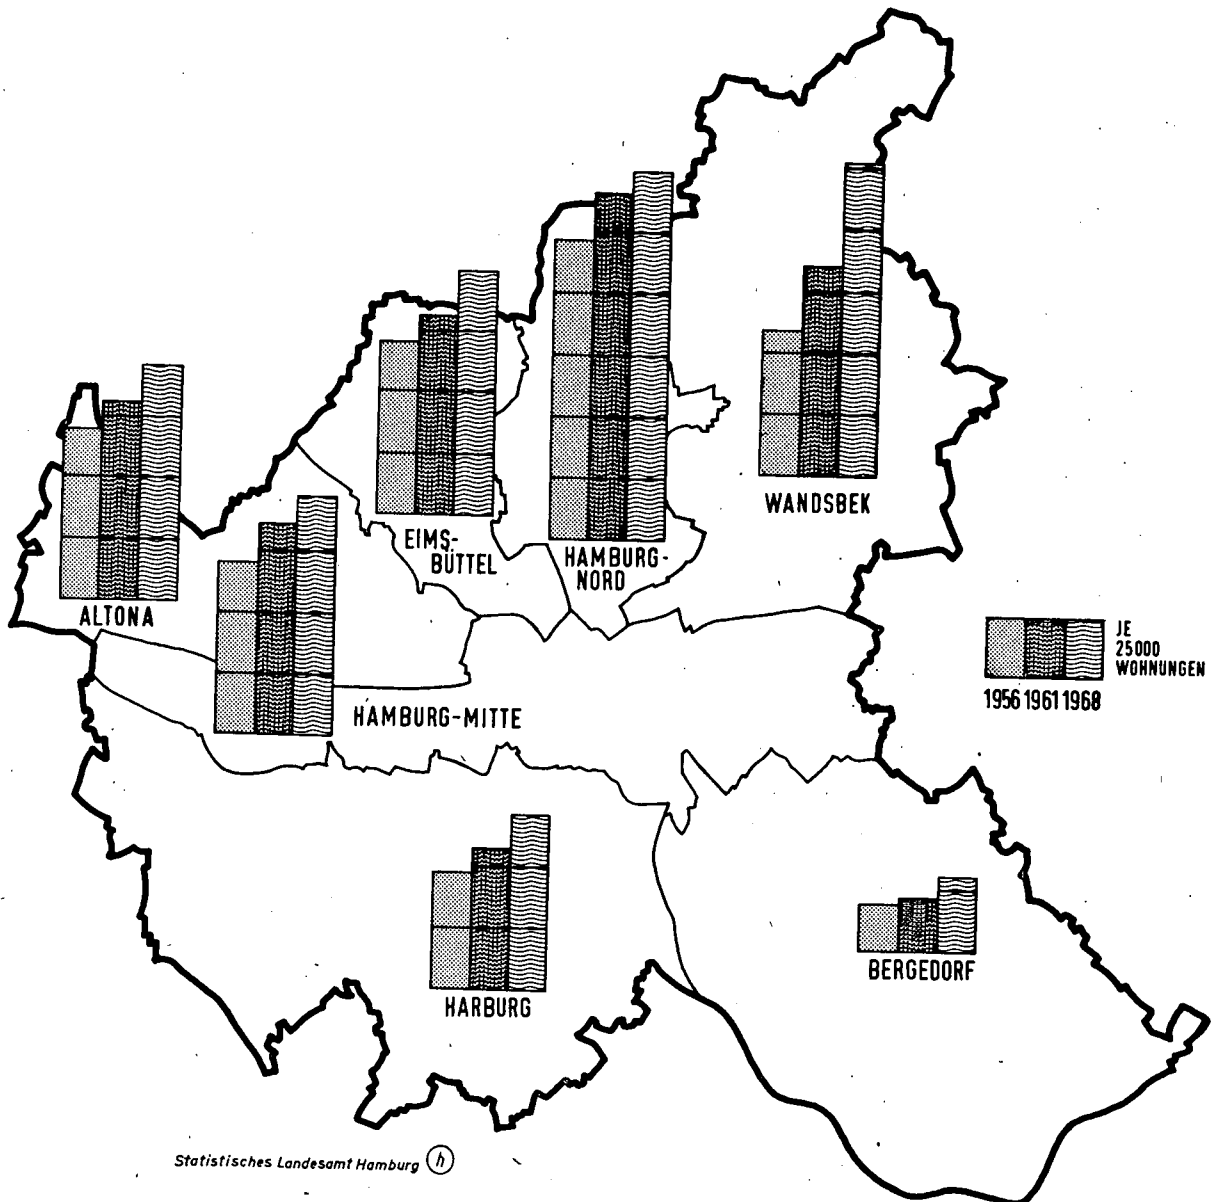 WANDSBEK
EIMS-
BÜTTEL
HAMBURG-
NORD
ALTONA
JE
25000
WOHNUNGEN
1956 1961 1968
HAMBURG-MITTE
BERGEDORF
HARBURG
Statistisches Landesamt Hamburg h